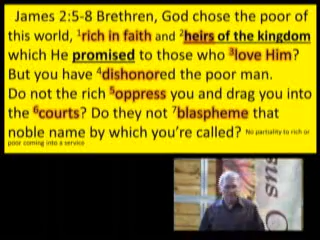 James 2:5-8 Brethren, God chose the poor of
this world, 1rich in faith and 2heirs of the kingdom
which He promised to those who 3love Him?
But you have 4dishonored the poor man.
Do not the rich 5oppress you and drag you into
the 6courts? Do they not 7blaspheme that
noble name by which you're called? No partiality to rich or
poor coming into a service